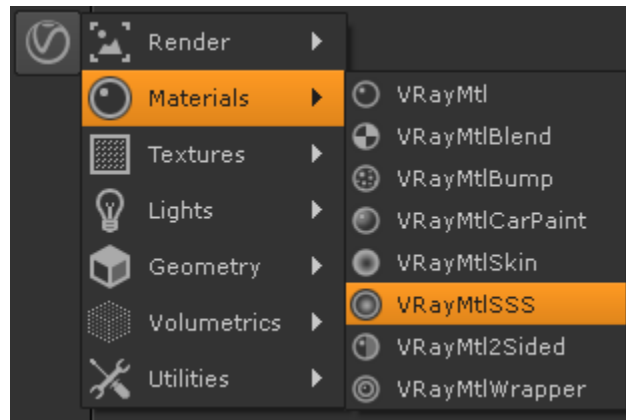 Render
Materials
Textures
Lights
Geometry
Volumetrics
Utilities
VRayMtl
VRayMtlBlend
VRayMtlBump
VRayMtlCarPaint
VRayMtlSkin
VRayMtlSSS
VRayMtl2Sided
VRayMtlWrapper